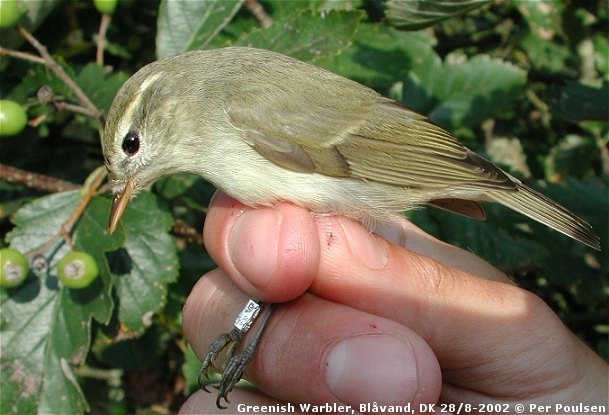 Greenish Warbler, Blåvand, DK 28/8-2002 © Per Poulsen